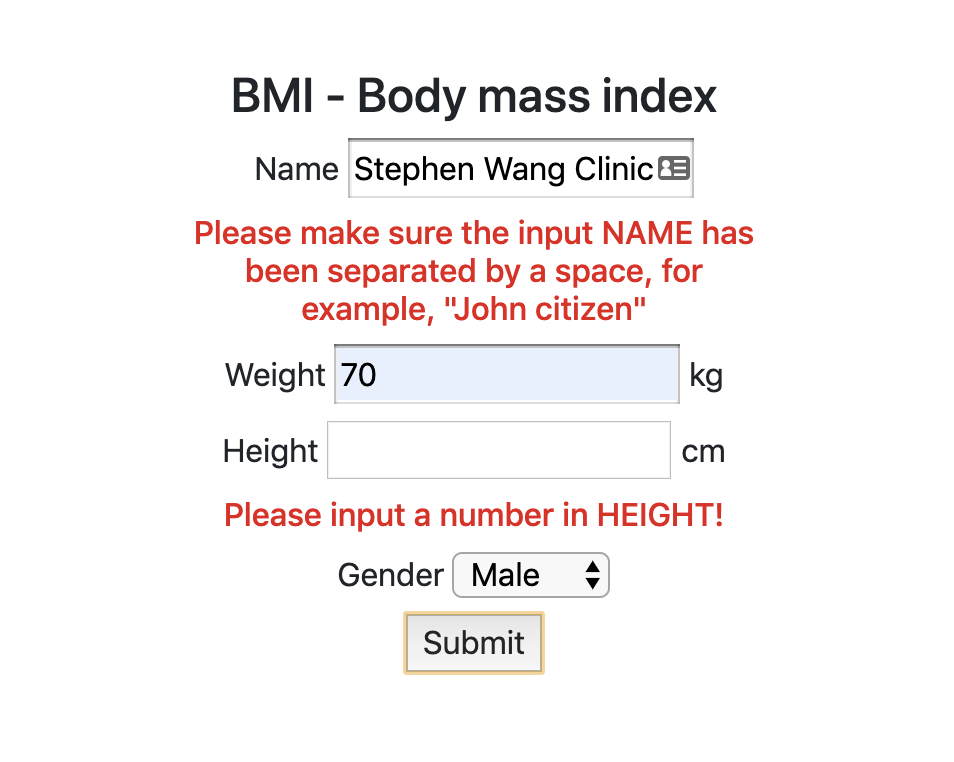 BMI - Body mass index
Name Stephen Wang Clinic
Please make sure the input NAME has
been separated by a space, for
example, "John citizen"
Weight 70 kg
Height cm
Please input a number in HEIGHT!
Gender Male
Submit